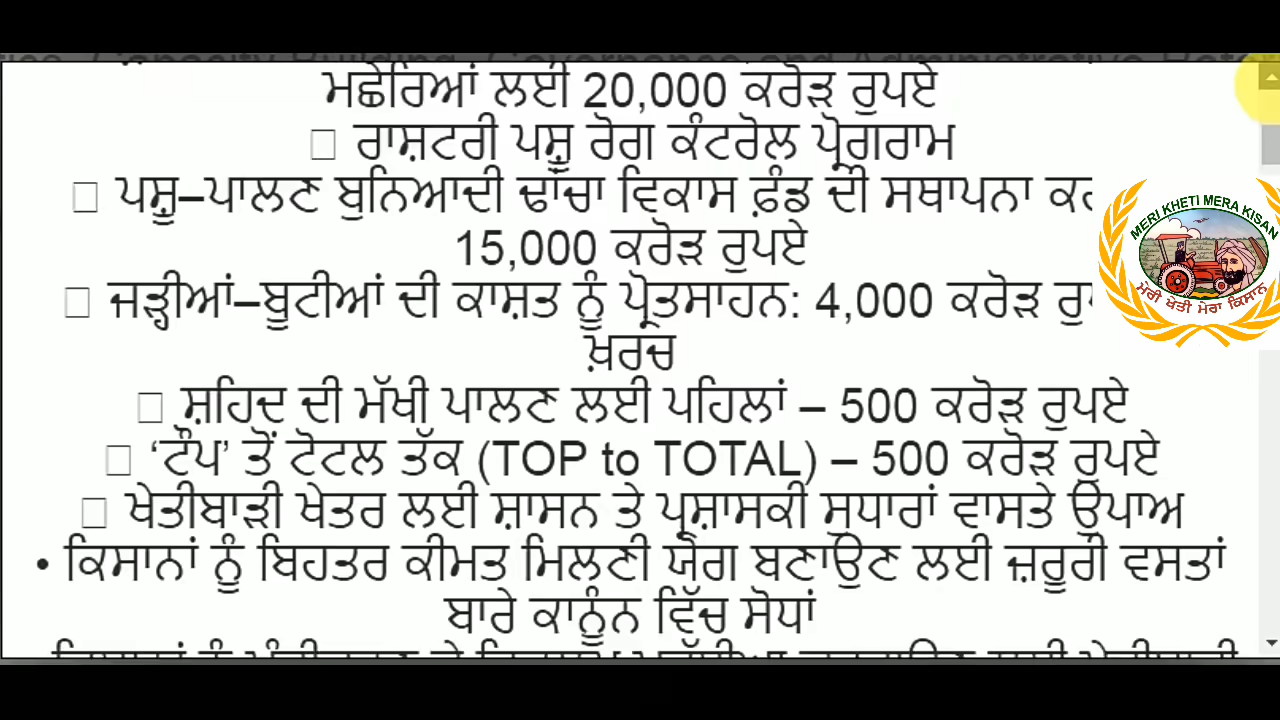 ਮਛੇਰਿਆਂ ਲਈ 20,000 ਕਰੋੜ ਰੁਪਏ
ਰਾਸ਼ਟਰੀ ਪਸ਼ੂ ਰੋਗ ਕੰਟਰੋਲ ਪ੍ਰੋਗਰਾਮ
ਪਸ਼ੂ–ਪਾਲਣ ਬੁਨਿਆਦੀ ਢਾਂਚਾ ਵਿਕਾਸ ਫ਼ੰਡ ਦੀ ਸਥਾਪਨਾ
15,000 ਕਰੋੜ ਰੁਪਏ
ਜੜ੍ਹੀਆਂ–ਬੂਟੀਆਂ ਦੀ ਕਾਸ਼ਤ ਨੂੰ ਪ੍ਰੋਤਸਾਹਨ: 4,000 ਕਰੋੜ
ਖ਼ਰਚ
ਸ਼ਹਿਦ ਦੀ ਮੱਖੀ ਪਾਲਣ ਲਈ ਪਹਿਲਾਂ – 500 ਕਰੋੜ ਰੁਪਏ
‘ਟੌਪ’ ਤੋਂ ਟੋਟਲ ਤੱਕ (TOP to TOTAL) – 500 ਕਰੋੜ ਰੁਪਏ
ਖੇਤੀਬਾੜੀ ਖੇਤਰ ਲਈ ਸ਼ਾਸਨ ਤੇ ਪ੍ਰਸ਼ਾਸਕੀ ਸੁਧਾਰਾਂ ਵਾਸਤੇ ਉਪਾਅ
• ਕਿਸਾਨਾਂ ਨੂੰ ਬਿਹਤਰ ਕੀਮਤ ਮਿਲਣੀ ਯੋਗ ਬਣਾਉਣ ਲਈ ਜ਼ਰੂਰੀ ਵਸਤਾਂ
ਬਾਰੇ ਕਾਨੂੰਨ ਵਿੱਚ ਸੋਧਾਂ
MERI KHETI MERA KISAN
ਮੇਰੀ ਖੇਤੀ ਮੇਰਾ ਕਿਸਾਨ